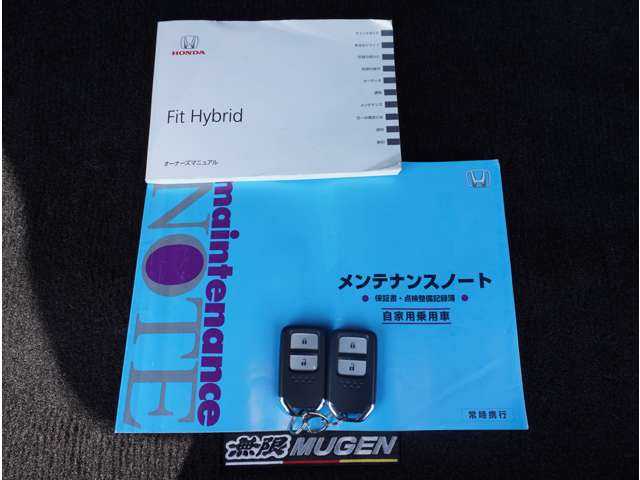 HONDA
Fit Hybrid
オーナーズマニュアル
maintenance
NOTE
メンテナンスノート
● 保証書・点検整備記録簿 ●
自家用乗用車
常時携行
無限 MUGEN